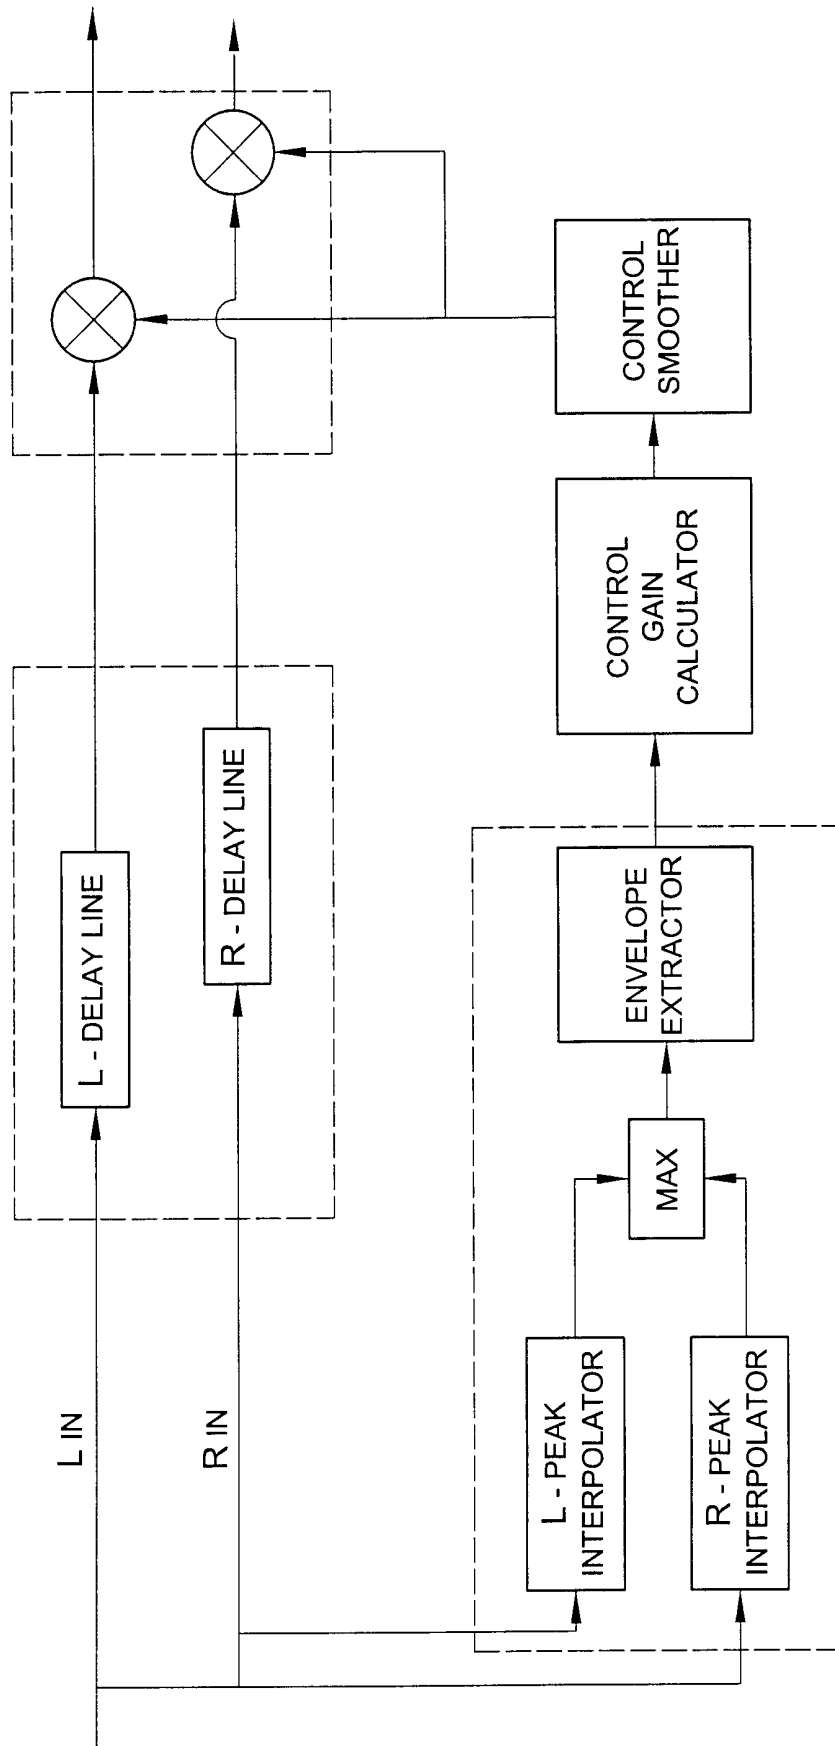 L IN
R IN
L - DELAY LINE
R - DELAY LINE
L - PEAK
INTERPOLATOR
R - PEAK
INTERPOLATOR
MAX
ENVELOPE
EXTRACTOR
CONTROL
GAIN
CALCULATOR
CONTROL
SMOOTHER